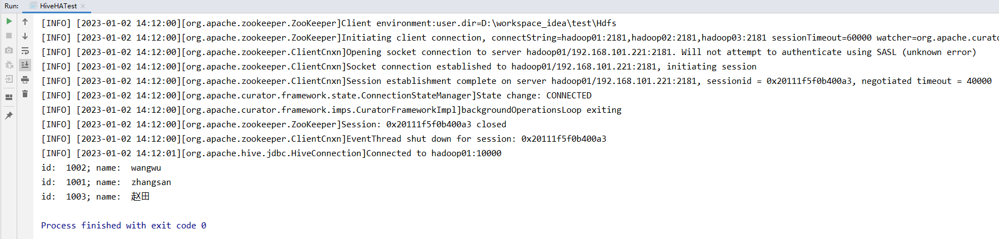 Run: HiveHATest
[INFO] [2023-01-02 14:12:00][org.apache.zookeeper.ZooKeeper]Client environment:user.dir=D:\workspace_idea\test\Hdfs
[INFO] [2023-01-02 14:12:00][org.apache.zookeeper.ZooKeeper]Initiating client connection, connectString=hadoop01:2181,hadoop02:2181,hadoop03:2181 sessionTimeout=60000 watcher=org.apache.curato
[INFO] [2023-01-02 14:12:00][org.apache.zookeeper.ClientCnxn]Opening socket connection to server hadoop01/192.168.101.221:2181. Will not attempt to authenticate using SASL (unknown error)
[INFO] [2023-01-02 14:12:00][org.apache.zookeeper.ClientCnxn]Socket connection established to hadoop01/192.168.101.221:2181, initiating session
[INFO] [2023-01-02 14:12:00][org.apache.zookeeper.ClientCnxn]Session establishment complete on server hadoop01/192.168.101.221:2181, sessionid = 0x20111f5f0b400a3, negotiated timeout = 40000
[INFO] [2023-01-02 14:12:00][org.apache.curator.framework.state.ConnectionStateManager]State change: CONNECTED
[INFO] [2023-01-02 14:12:00][org.apache.curator.framework.imps.CuratorFrameworkImpl]backgroundOperationsLoop exiting
[INFO] [2023-01-02 14:12:00][org.apache.zookeeper.ZooKeeper]Session: 0x20111f5f0b400a3 closed
[INFO] [2023-01-02 14:12:00][org.apache.zookeeper.ClientCnxn]EventThread shut down for session: 0x20111f5f0b400a3
[INFO] [2023-01-02 14:12:01][org.apache.hive.jdbc.HiveConnection]Connected to hadoop01:10000
id:  1002; name:  wangwu
id:  1001; name:  zhangsan
id:  1003; name:  赵田
Process finished with exit code 0